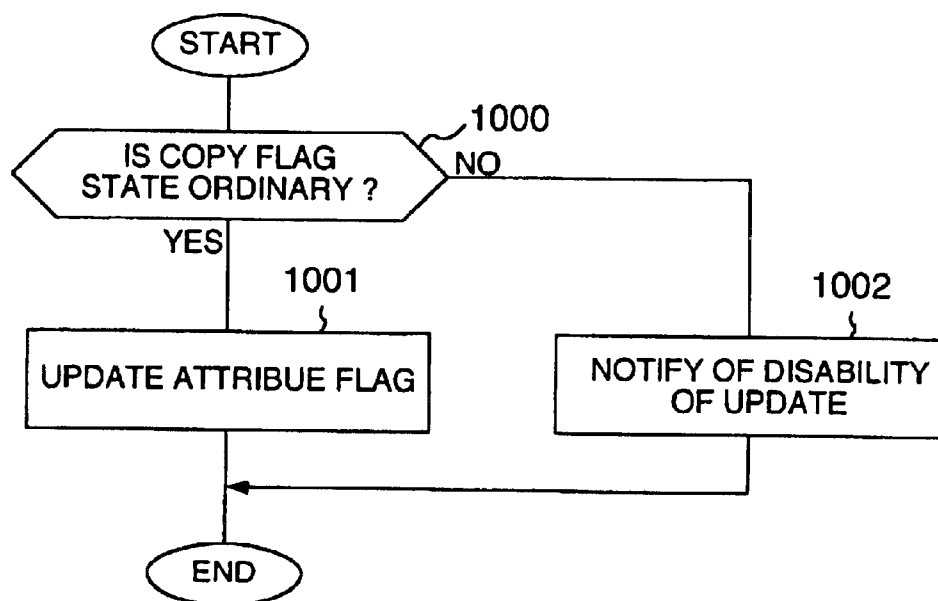 START
1000
IS COPY FLAG
STATE ORDINARY ?
NO
YES
1001
1002
UPDATE ATTRIBUE FLAG
NOTIFY OF DISABILITY
OF UPDATE
END